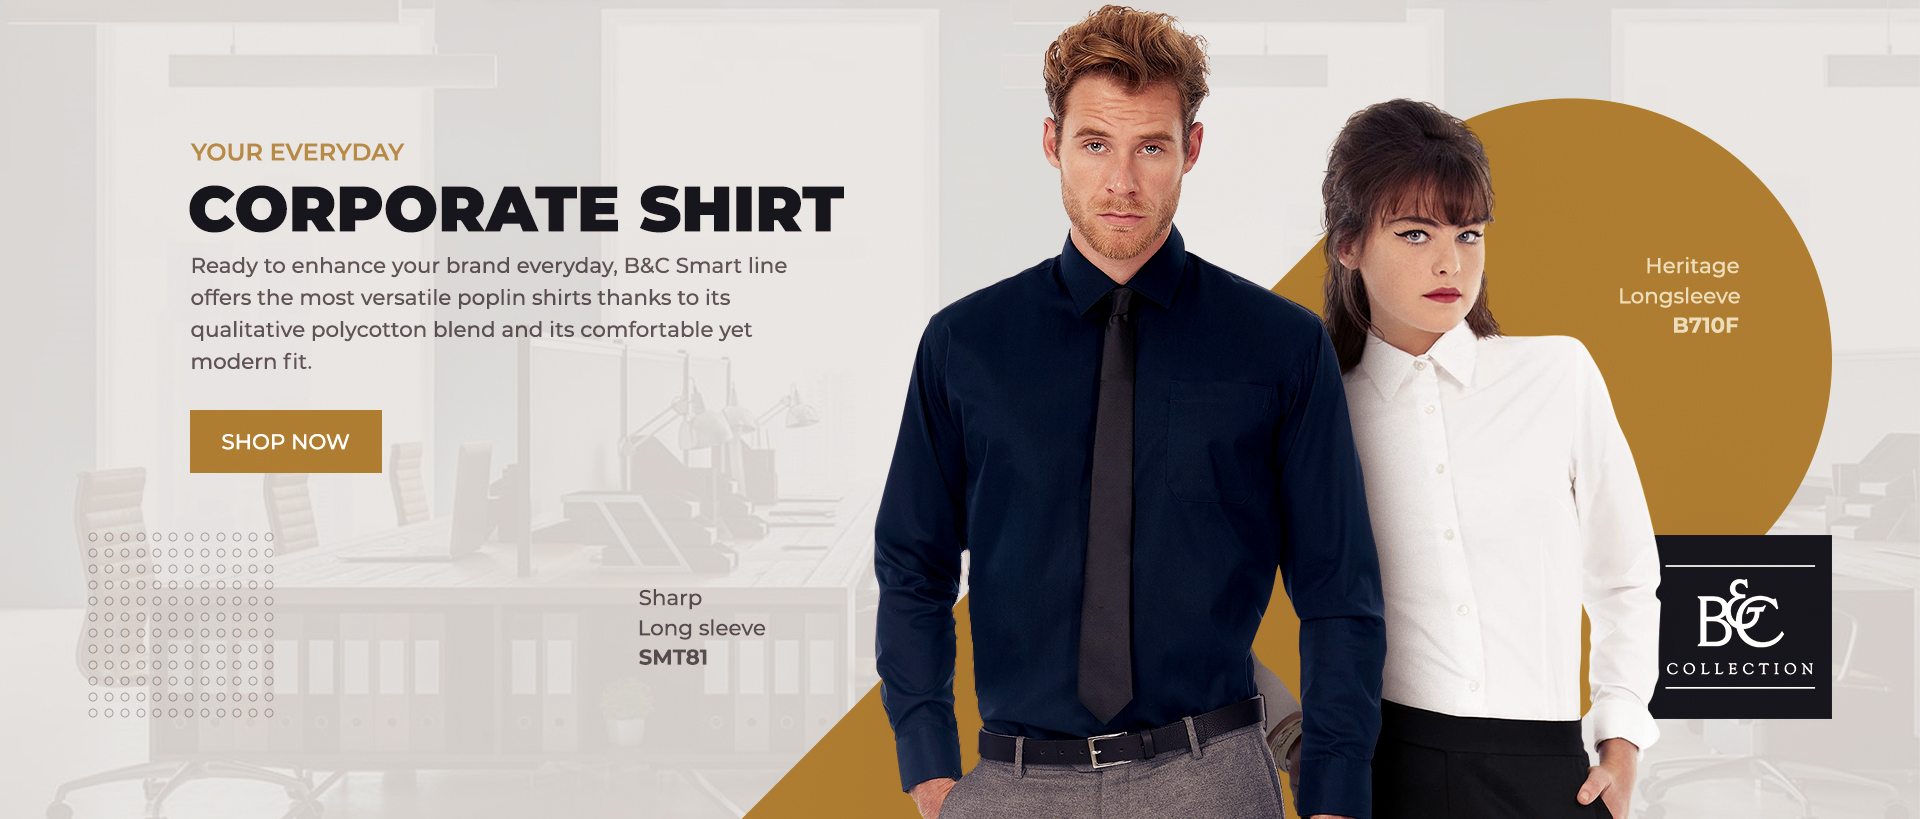 YOUR EVERYDAY
CORPORATE SHIRT
Ready to enhance your brand everyday, B&C Smart line
offers the most versatile poplin shirts thanks to its
qualitative polycotton blend and its comfortable yet
modern fit.
SHOP NOW
Sharp
Long sleeve
SMT81
Heritage
Longsleeve
B710F
B&C
COLLECTION